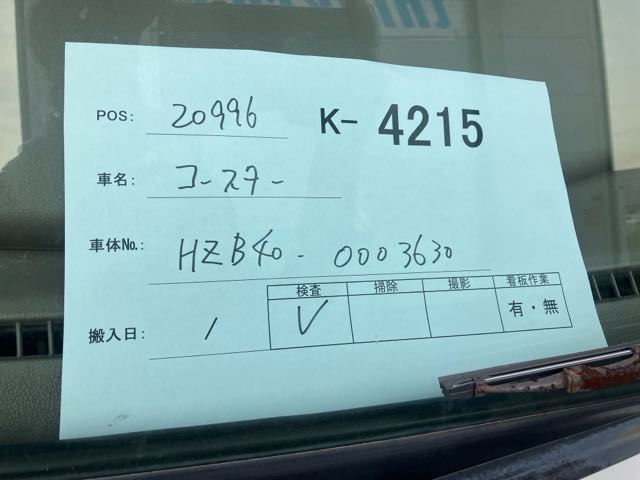 POS: 20996 K- 4215
車名: コースター
車体No.: HZB40-0003630
検査 掃除 撮影 看板作業
搬入日: / ✓ 有・無